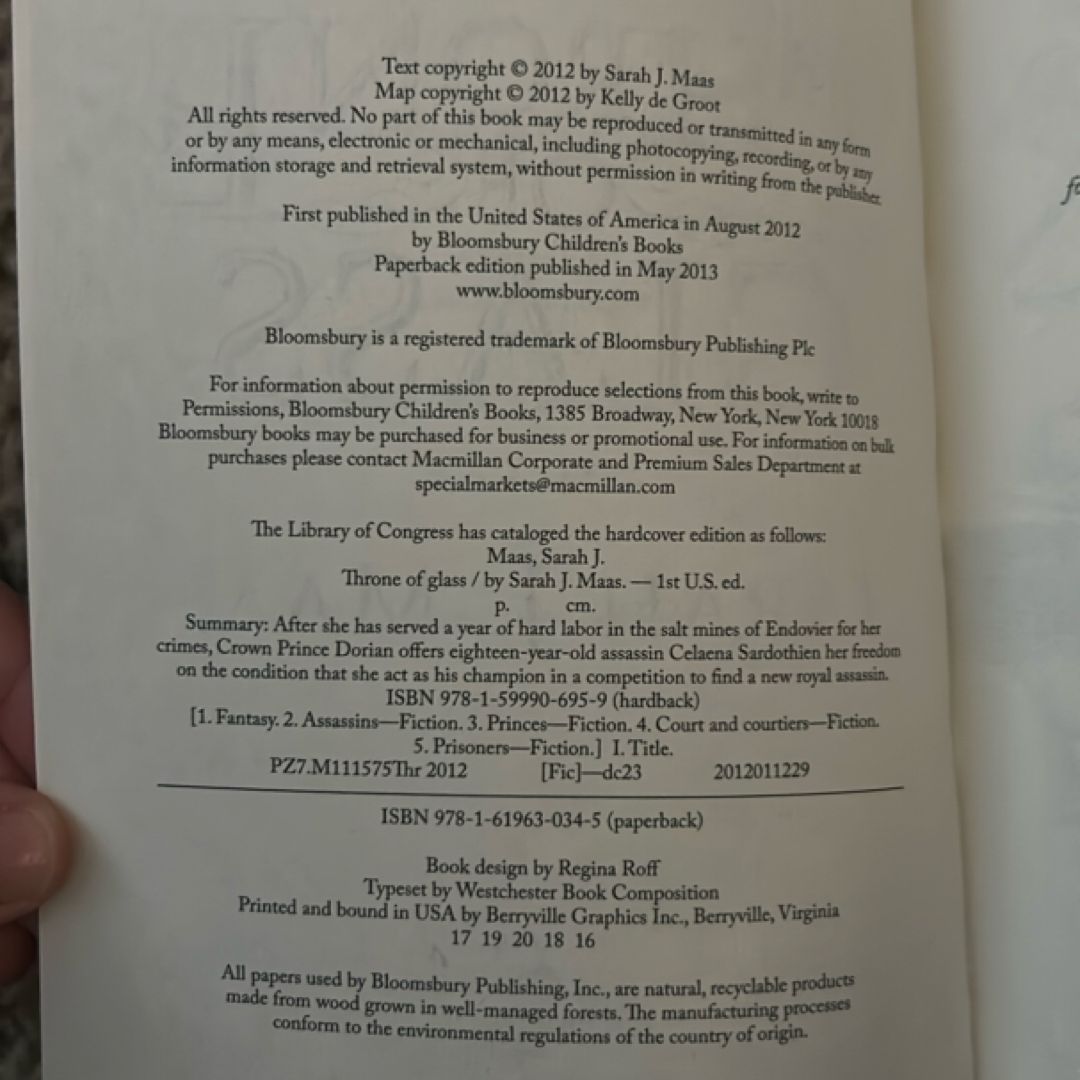 Text copyright © 2012 by Sarah J. Maas
Map copyright © 2012 by Kelly de Groot
All rights reserved. No part of this book may be reproduced or transmitted in any form
or by any means, electronic or mechanical, including photocopying, recording, or by any
information storage and retrieval system, without permission in writing from the publisher.
First published in the United States of America in August 2012
by Bloomsbury Children's Books
Paperback edition published in May 2013
www.bloomsbury.com
Bloomsbury is a registered trademark of Bloomsbury Publishing Plc
For information about permission to reproduce selections from this book, write to
Permissions, Bloomsbury Children's Books, 1385 Broadway, New York, New York 10018
Bloomsbury books may be purchased for business or promotional use. For information on bulk
purchases please contact Macmillan Corporate and Premium Sales Department at
specialmarkets@macmillan.com
The Library of Congress has cataloged the hardcover edition as follows:
Maas, Sarah J.
Throne of glass / by Sarah J. Maas. — 1st U.S. ed.
p. cm.
Summary: After she has served a year of hard labor in the salt mines of Endovier for her
crimes, Crown Prince Dorian offers eighteen-year-old assassin Celaena Sardothien her freedom
on the condition that she act as his champion in a competition to find a new royal assassin.
ISBN 978-1-59990-695-9 (hardback)
[1. Fantasy. 2. Assassins—Fiction. 3. Princes—Fiction. 4. Court and courtiers—Fiction.
5. Prisoners—Fiction.] I. Title.
PZ7.M111575Thr 2012 [Fic]—dc23 2012011229
ISBN 978-1-61963-034-5 (paperback)
Book design by Regina Roff
Typeset by Westchester Book Composition
Printed and bound in USA by Berryville Graphics Inc., Berryville, Virginia
17 19 20 18 16
All papers used by Bloomsbury Publishing, Inc., are natural, recyclable products
made from wood grown in well-managed forests. The manufacturing processes
conform to the environmental regulations of the country of origin.